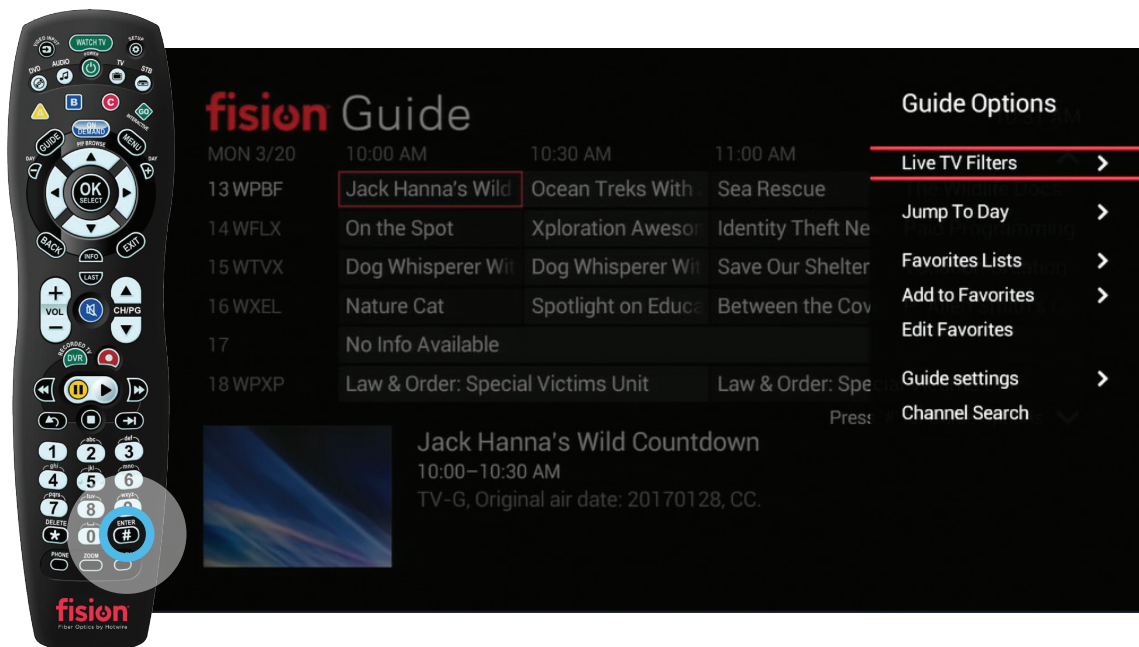 VIDEO INPUT
WATCH TV
SETUP
POWER
DVD
AUDIO
TV
STB
A
B
C
GO
INTERACTIVE
ON DEMAND
GUIDE
PIP BROWSE
MENU
DAY
DAY
OK
SELECT
BACK
INFO
EXIT
LAST
+
VOL
−
CH/PG
RECORDED TV
DVR
1
abc
2
def
3
ghi
4
jkl
5
mno
6
pqrs
7
tuv
8
wxyz
9
DELETE
*
0
ENTER
#
PHONE
ZOOM
fision
Fiber Optics by Hotwire
fision Guide
MON 3/20 10:00 AM 10:30 AM 11:00 AM
13 WPBF Jack Hanna's Wild Ocean Treks With Sea Rescue
14 WFLX On the Spot Xploration Awesor Identity Theft Ne
15 WTVX Dog Whisperer Wit Dog Whisperer Wit Save Our Shelter
16 WXEL Nature Cat Spotlight on Educa Between the Cov
17 No Info Available
18 WPXP Law & Order: Special Victims Unit Law & Order: Spe
Press
Jack Hanna's Wild Countdown
10:00–10:30 AM
TV-G, Original air date: 20170128, CC.
Guide Options
Live TV Filters
Jump To Day
Favorites Lists
Add to Favorites
Edit Favorites
Guide settings
Channel Search